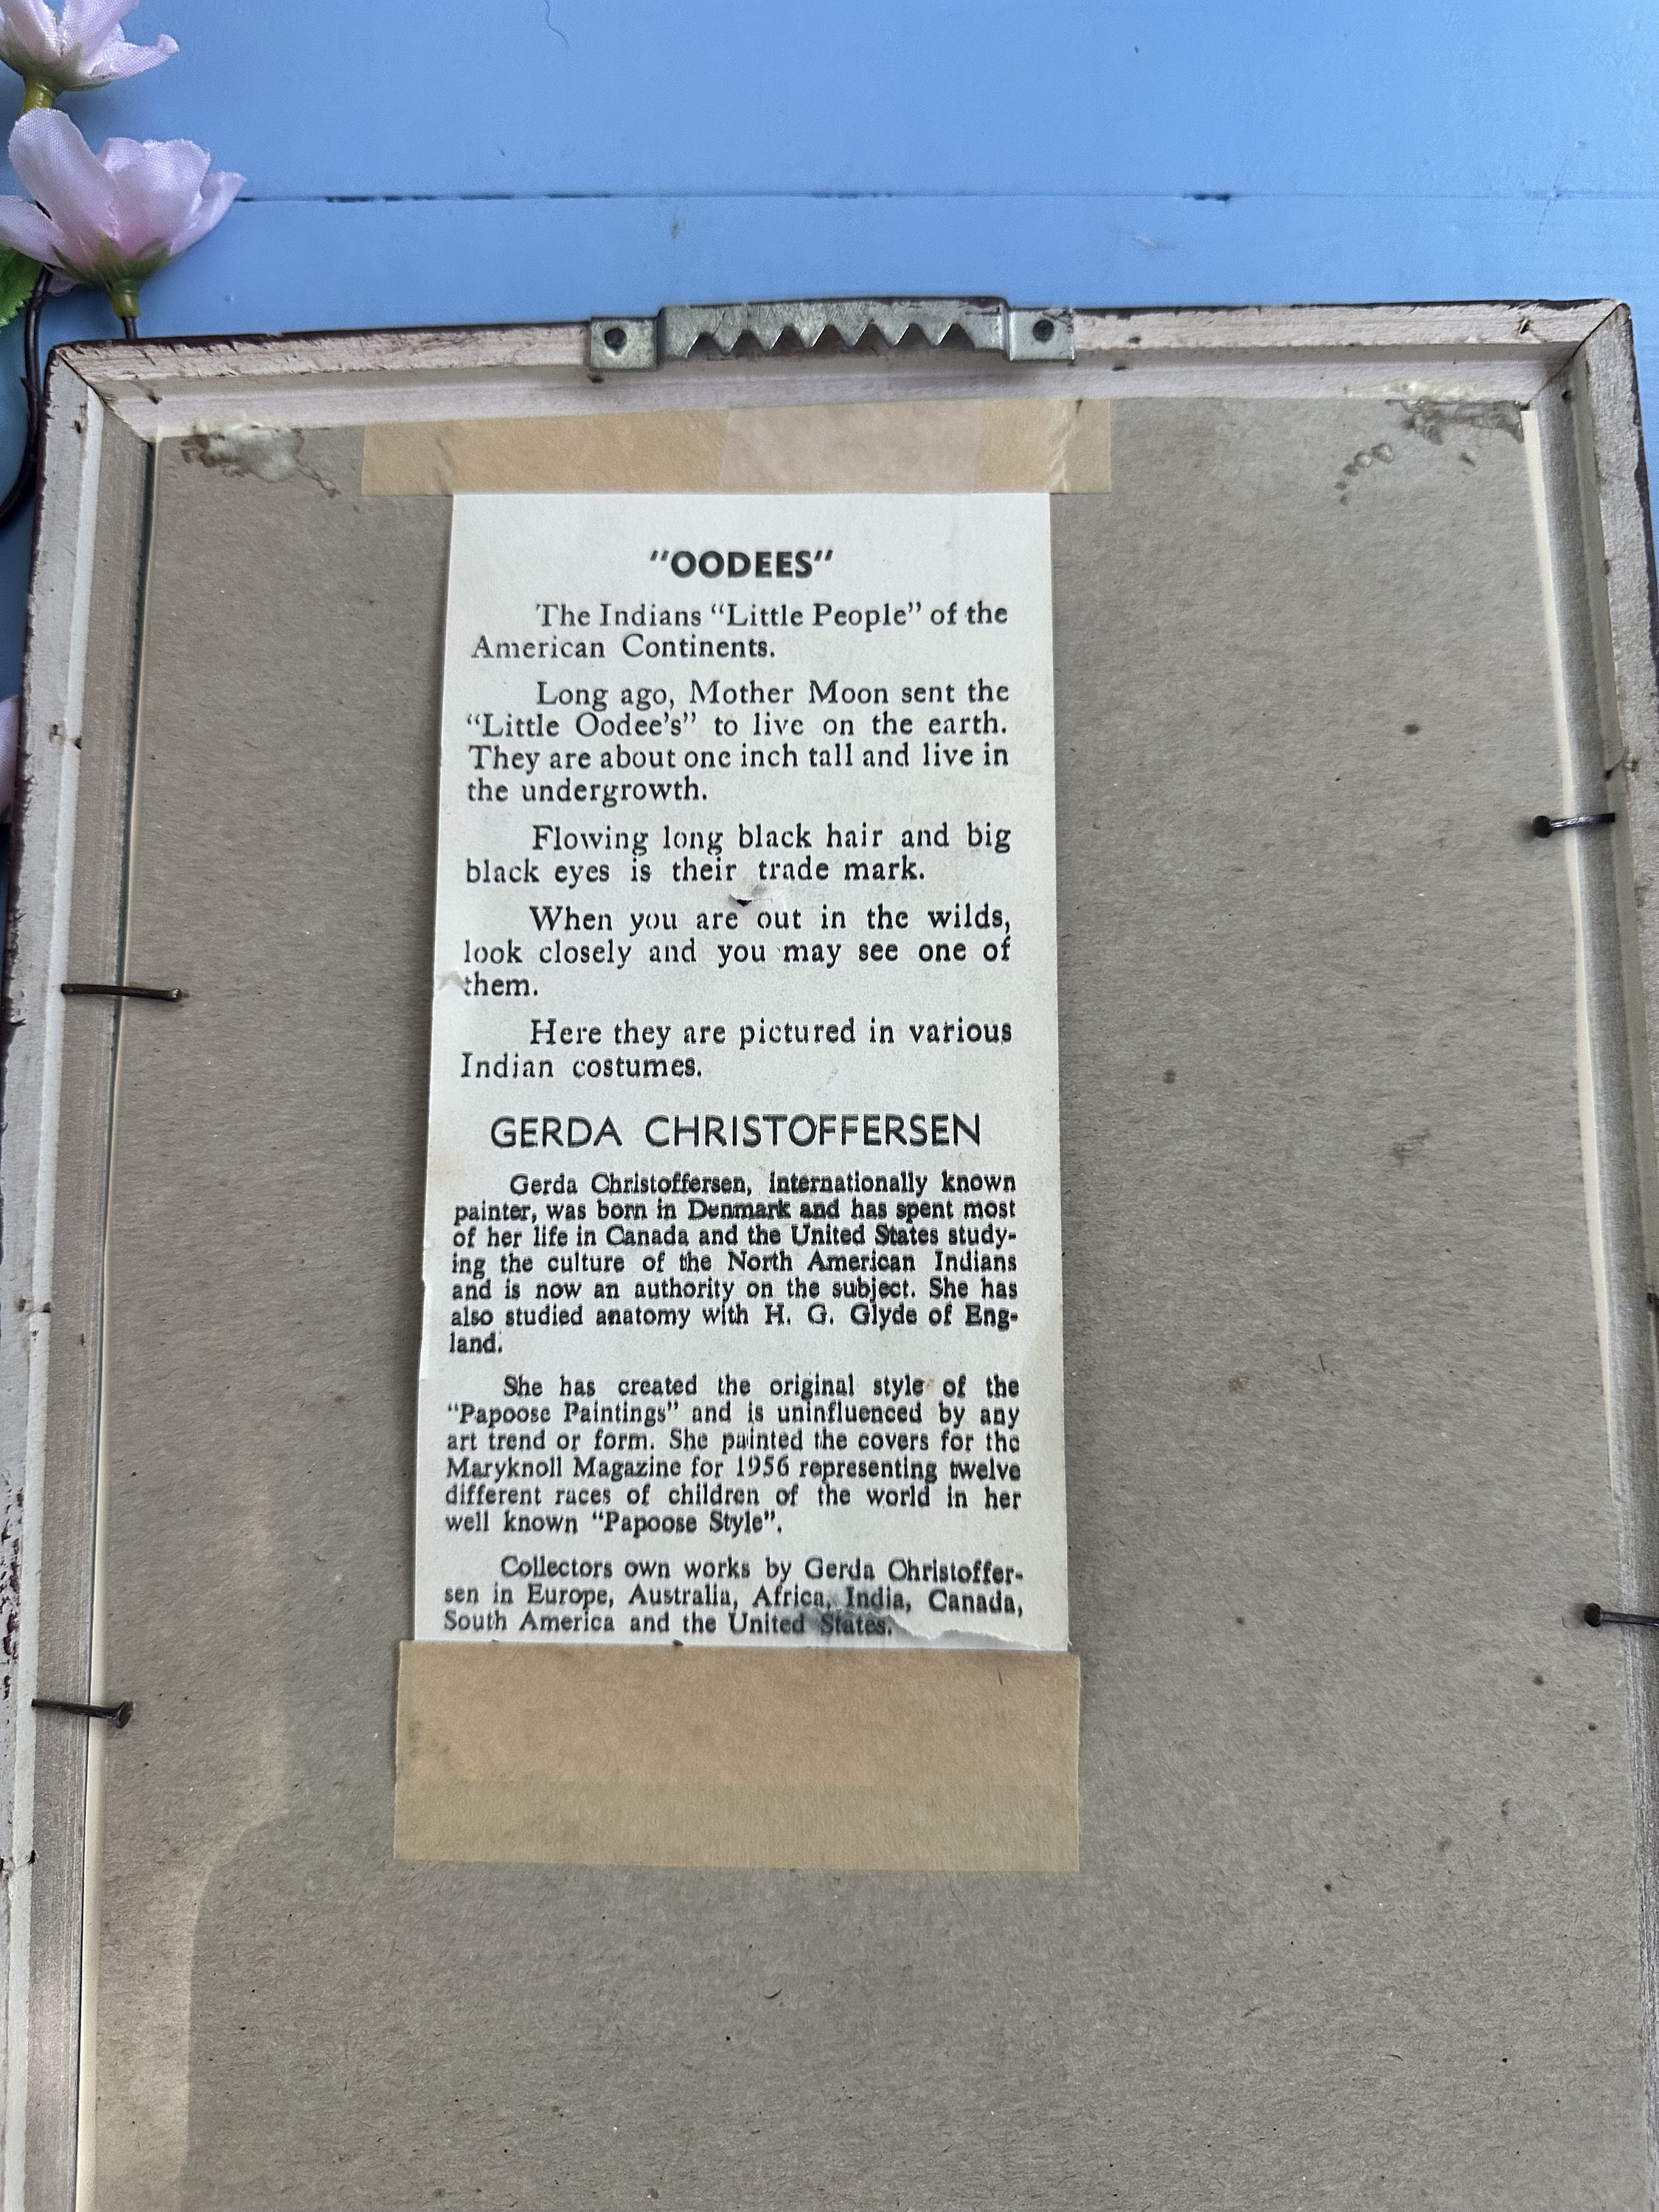 "OODEES"
The Indians "Little People" of the
American Continents.
Long ago, Mother Moon sent the
"Little Oodee's" to live on the earth.
They are about one inch tall and live in
the undergrowth.
Flowing long black hair and big
black eyes is their trade mark.
When you are out in the wilds,
look closely and you may see one of
them.
Here they are pictured in various
Indian costumes.
GERDA CHRISTOFFERSEN
Gerda Christoffersen, internationally known
painter, was born in Denmark and has spent most
of her life in Canada and the United States study-
ing the culture of the North American Indians
and is now an authority on the subject. She has
also studied anatomy with H. G. Glyde of Eng-
land.
She has created the original style of the
"Papoose Paintings" and is uninfluenced by any
art trend or form. She painted the covers for the
Maryknoll Magazine for 1956 representing twelve
different races of children of the world in her
well known "Papoose Style".
Collectors own works by Gerda Christoffer-
sen in Europe, Australia, Africa, India, Canada,
South America and the United States.